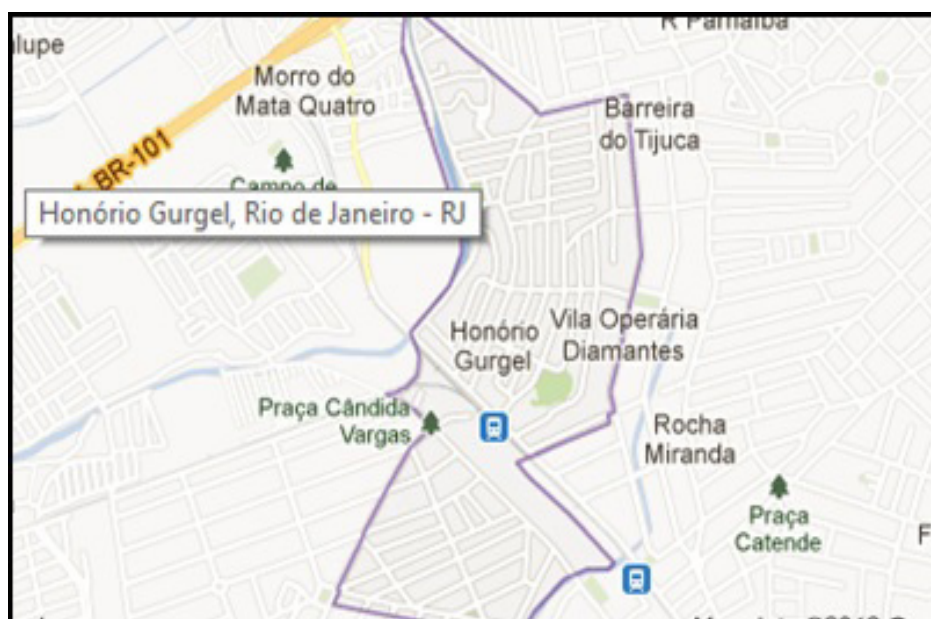 R Parnaíba
Morro do
Mata Quatro
Barreira
do Tijuca
BR-101
Campo de
Honório Gurgel, Rio de Janeiro - RJ
Honório
Gurgel
Vila Operária
Diamantes
Praça Cândida
Vargas
Rocha
Miranda
Praça
Catende
F